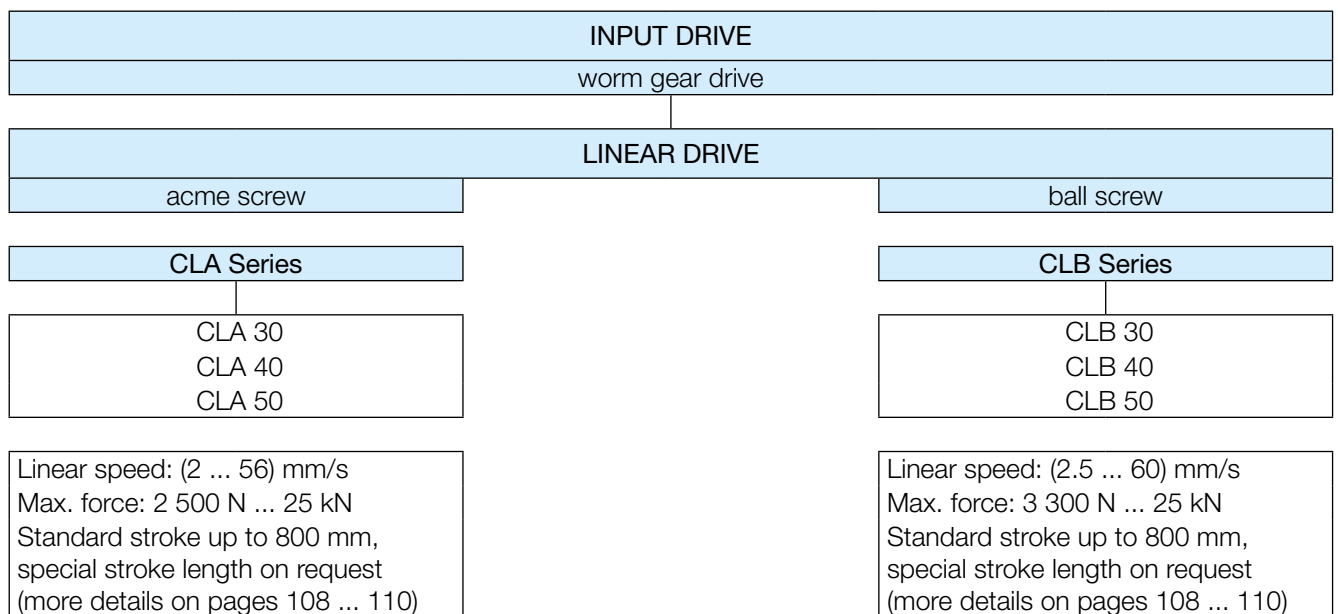 INPUT DRIVE
worm gear drive
LINEAR DRIVE
acme screw
ball screw
CLA Series
CLB Series
CLA 30
CLA 40
CLA 50
CLB 30
CLB 40
CLB 50
Linear speed: (2 ... 56) mm/s
Max. force: 2 500 N ... 25 kN
Standard stroke up to 800 mm,
special stroke length on request
(more details on pages 108 ... 110)
Linear speed: (2.5 ... 60) mm/s
Max. force: 3 300 N ... 25 kN
Standard stroke up to 800 mm,
special stroke length on request
(more details on pages 108 ... 110)